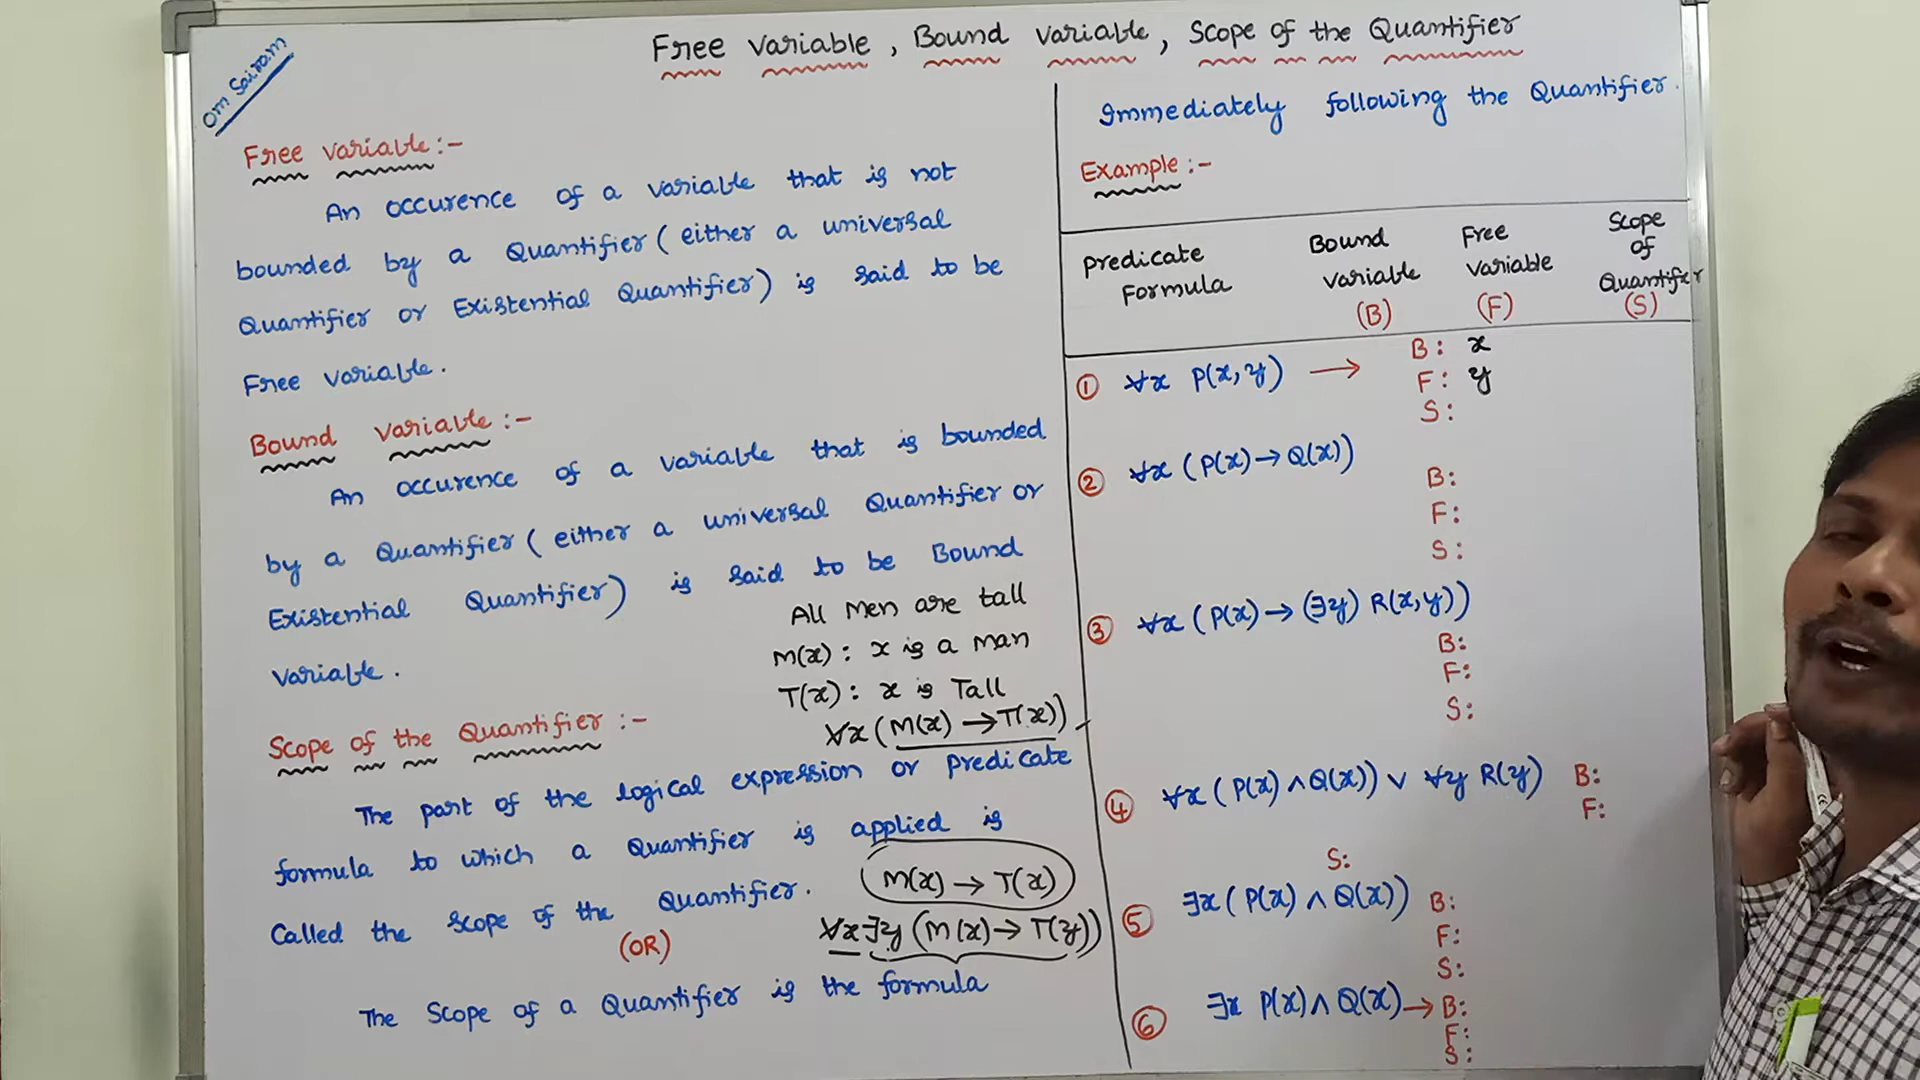 Om Sairam
Free Variable, Bound Variable, Scope of the Quantifier
Free Variable :-
An occurence of a variable that is not
bounded by a Quantifier (either a universal
Quantifier or Existential Quantifier) is said to be
Free variable.
Bound Variable :-
An occurence of a variable that is bounded
by a Quantifier (either a universal Quantifier or
Existential Quantifier) is said to be Bound
Variable.
All Men are tall
M(x) : x is a man
T(x) : x is Tall
∀x (M(x) → T(x))
Scope of the Quantifier :-
The part of the logical expression or predicate
formula to which a Quantifier is applied is
Called the Scope of the Quantifier.
M(x) → T(x)
(OR)
∀x ∃y (M(x) → T(y))
The Scope of a Quantifier is the formula
Immediately following the Quantifier.
Example :-
Predicate Formula Bound Variable (B) Free Variable (F) Scope of Quantifier (S)
① ∀x P(x,y) → B: x
F: y
S:
② ∀x (P(x) → Q(x))
B:
F:
S:
③ ∀x (P(x) → (∃y) R(x,y))
B:
F:
S:
④ ∀x (P(x) ∧ Q(x)) ∨ ∀y R(y) B:
F:
S:
⑤ ∃x (P(x) ∧ Q(x)) B:
F:
S:
⑥ ∃x P(x) ∧ Q(x) → B:
F:
S: